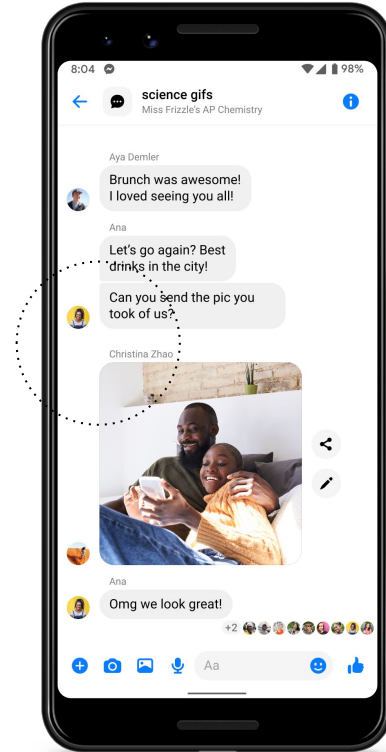 8:04
98%
science gifs
Miss Frizzle's AP Chemistry
Aya Demler
Brunch was awesome!
I loved seeing you all!
Ana
Let's go again? Best
drinks in the city!
Can you send the pic you
took of us?
Christina Zhao
Ana
Omg we look great!
+2
Aa